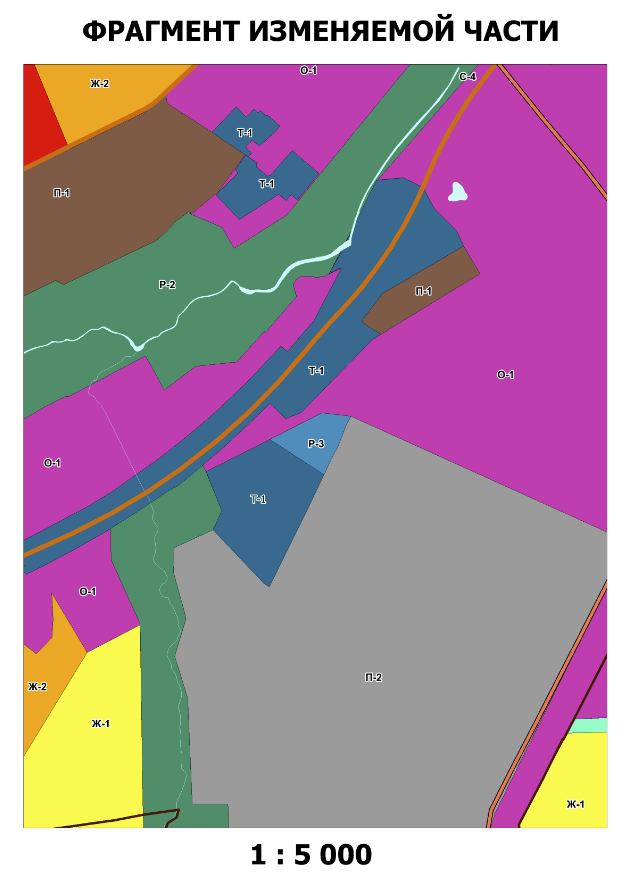 ФРАГМЕНТ ИЗМЕНЯЕМОЙ ЧАСТИ
О-1
С-4
Ж-2
Т-1
Т-1
П-1
Р-2
П-1
Т-1
О-1
Р-3
О-1
Т-1
О-1
П-2
Ж-2
Ж-1
Ж-1
1 : 5 000